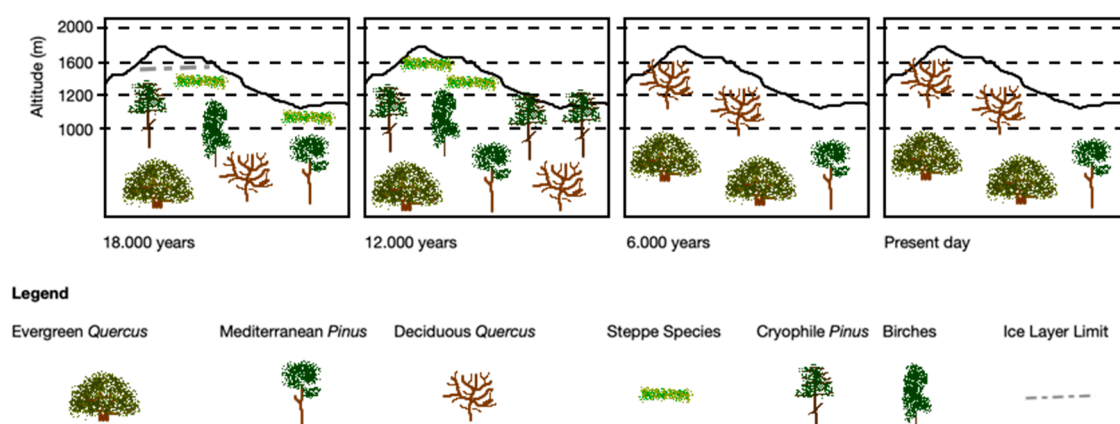 Altitude (m)
2000
1600
1200
1000
18.000 years
12.000 years
6.000 years
Present day
Legend
Evergreen Quercus
Mediterranean Pinus
Deciduous Quercus
Steppe Species
Cryophile Pinus
Birches
Ice Layer Limit